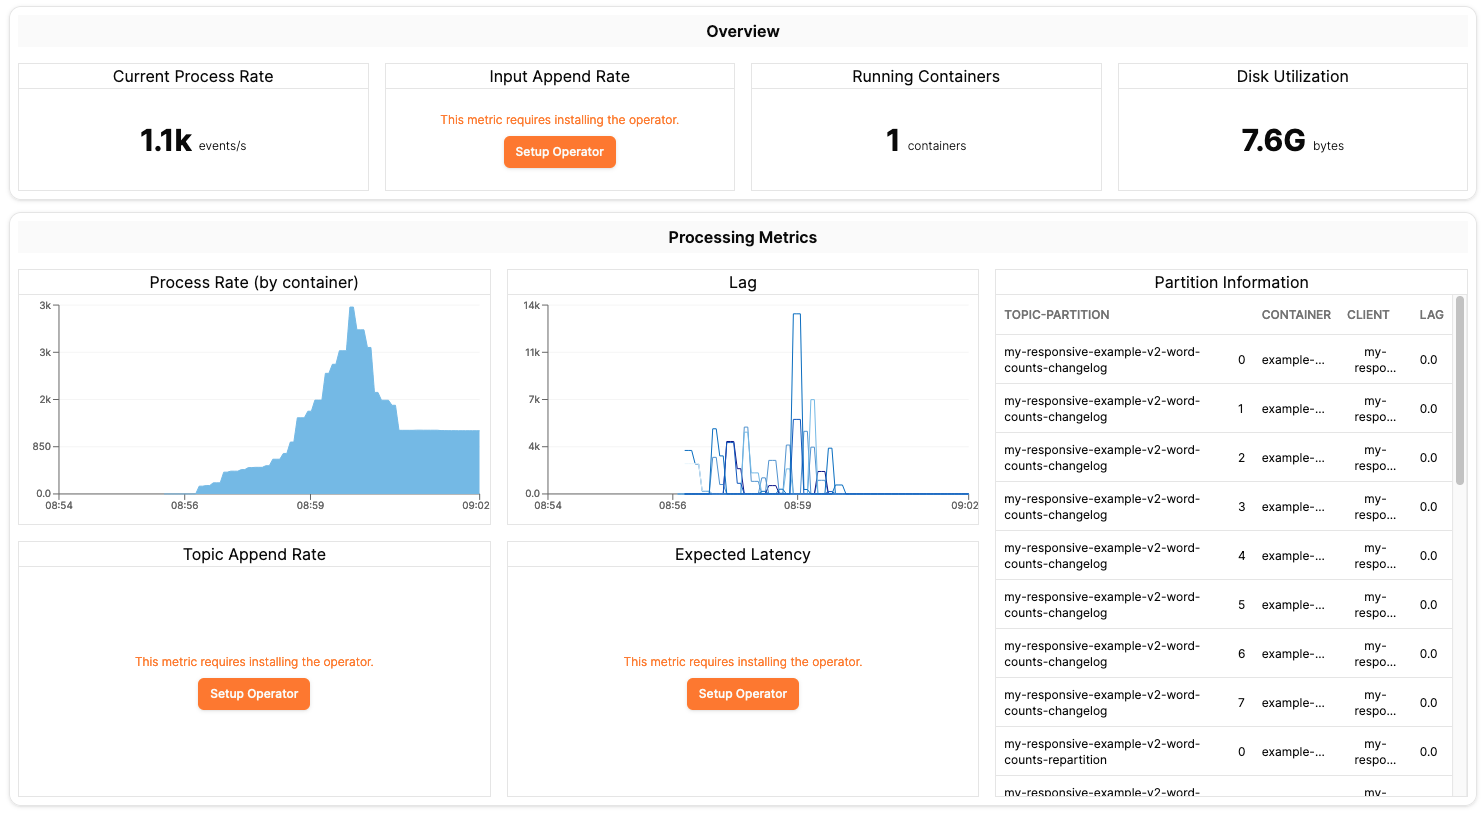 Overview
Current Process Rate
1.1k events/s
Input Append Rate
This metric requires installing the operator.
Setup Operator
Running Containers
1 containers
Disk Utilization
7.6G bytes
Processing Metrics
Process Rate (by container)
3k
3k
2k
850
0.0
08:54 08:56 08:59 09:02
Lag
14k
11k
7k
4k
0.0
08:54 08:56 08:59 09:02
Topic Append Rate
This metric requires installing the operator.
Setup Operator
Expected Latency
This metric requires installing the operator.
Setup Operator
Partition Information
TOPIC-PARTITION CONTAINER CLIENT LAG
my-responsive-example-v2-word- my-
0 example-... 0.0
counts-changelog respo...
my-responsive-example-v2-word- my-
1 example-... 0.0
counts-changelog respo...
my-responsive-example-v2-word- my-
2 example-... 0.0
counts-changelog respo...
my-responsive-example-v2-word- my-
3 example-... 0.0
counts-changelog respo...
my-responsive-example-v2-word- my-
4 example-... 0.0
counts-changelog respo...
my-responsive-example-v2-word- my-
5 example-... 0.0
counts-changelog respo...
my-responsive-example-v2-word- my-
6 example-... 0.0
counts-changelog respo...
my-responsive-example-v2-word- my-
7 example-... 0.0
counts-changelog respo...
my-responsive-example-v2-word- my-
0 example-... 0.0
counts-repartition respo...
my-responsive-example-v2-word- my-